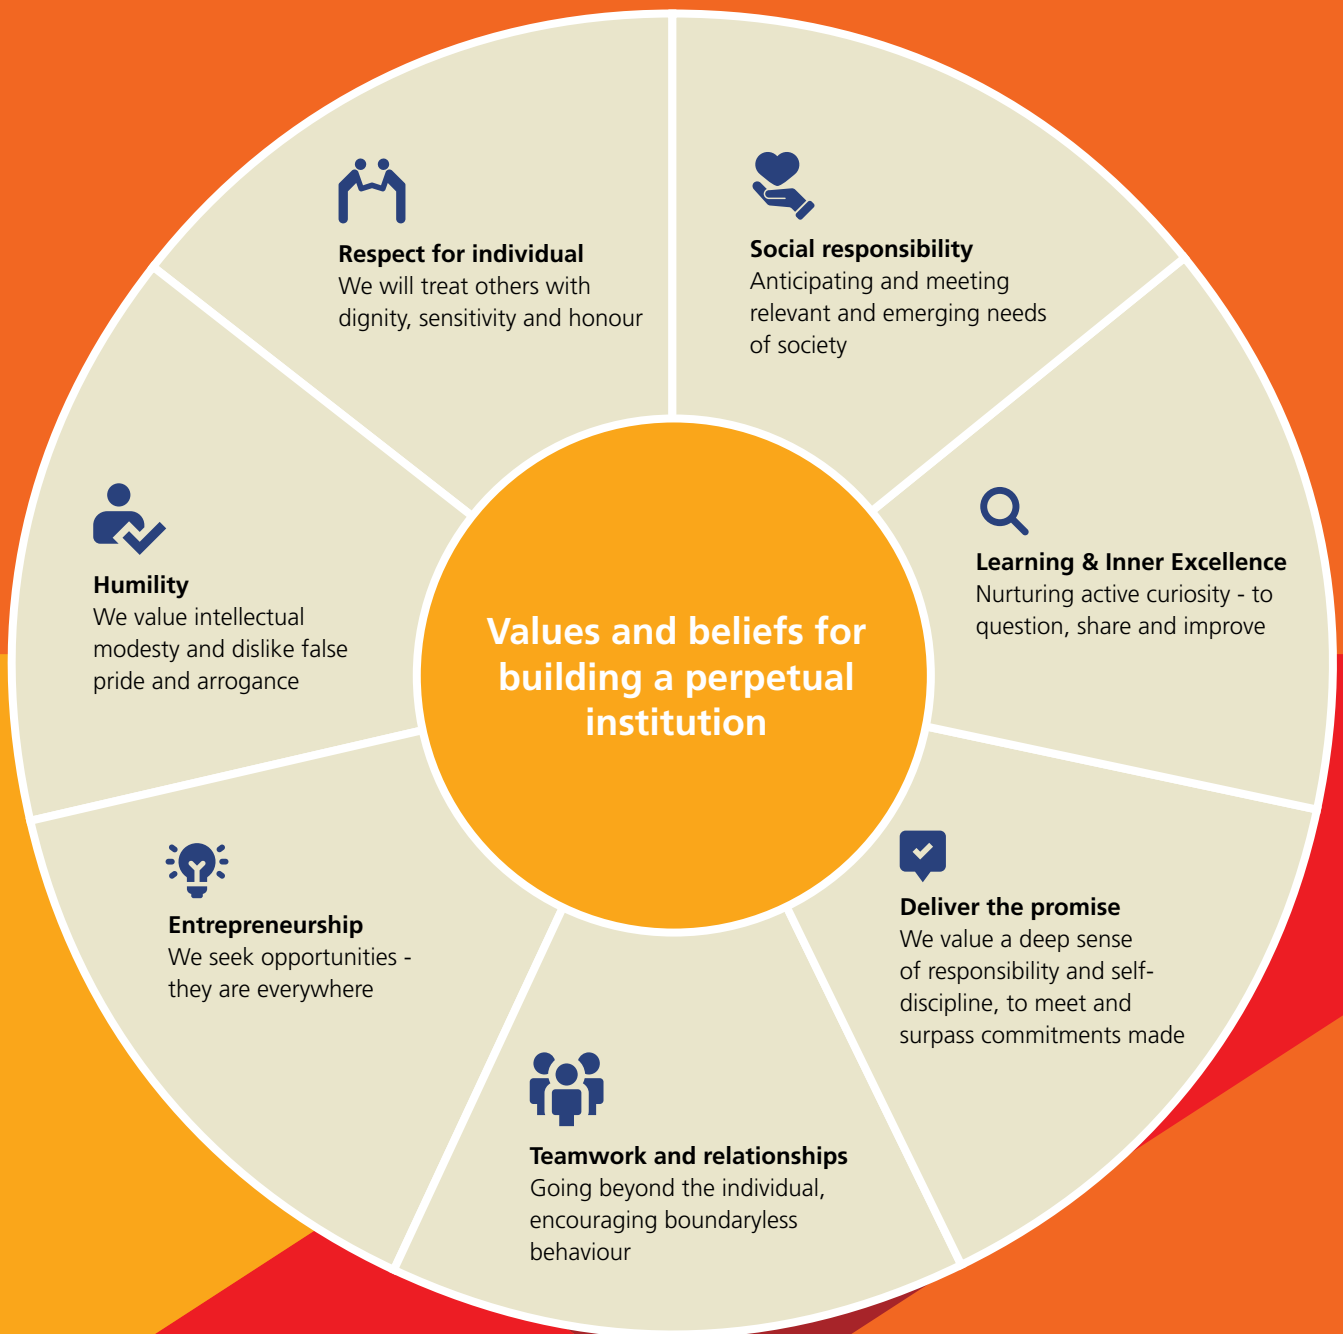 Respect for individual
We will treat others with
dignity, sensitivity and honour
Social responsibility
Anticipating and meeting
relevant and emerging needs
of society
Humility
We value intellectual
modesty and dislike false
pride and arrogance
Values and beliefs for
building a perpetual
institution
Learning & Inner Excellence
Nurturing active curiosity - to
question, share and improve
Entrepreneurship
We seek opportunities -
they are everywhere
Deliver the promise
We value a deep sense
of responsibility and self-
discipline, to meet and
surpass commitments made
Teamwork and relationships
Going beyond the individual,
encouraging boundaryless
behaviour